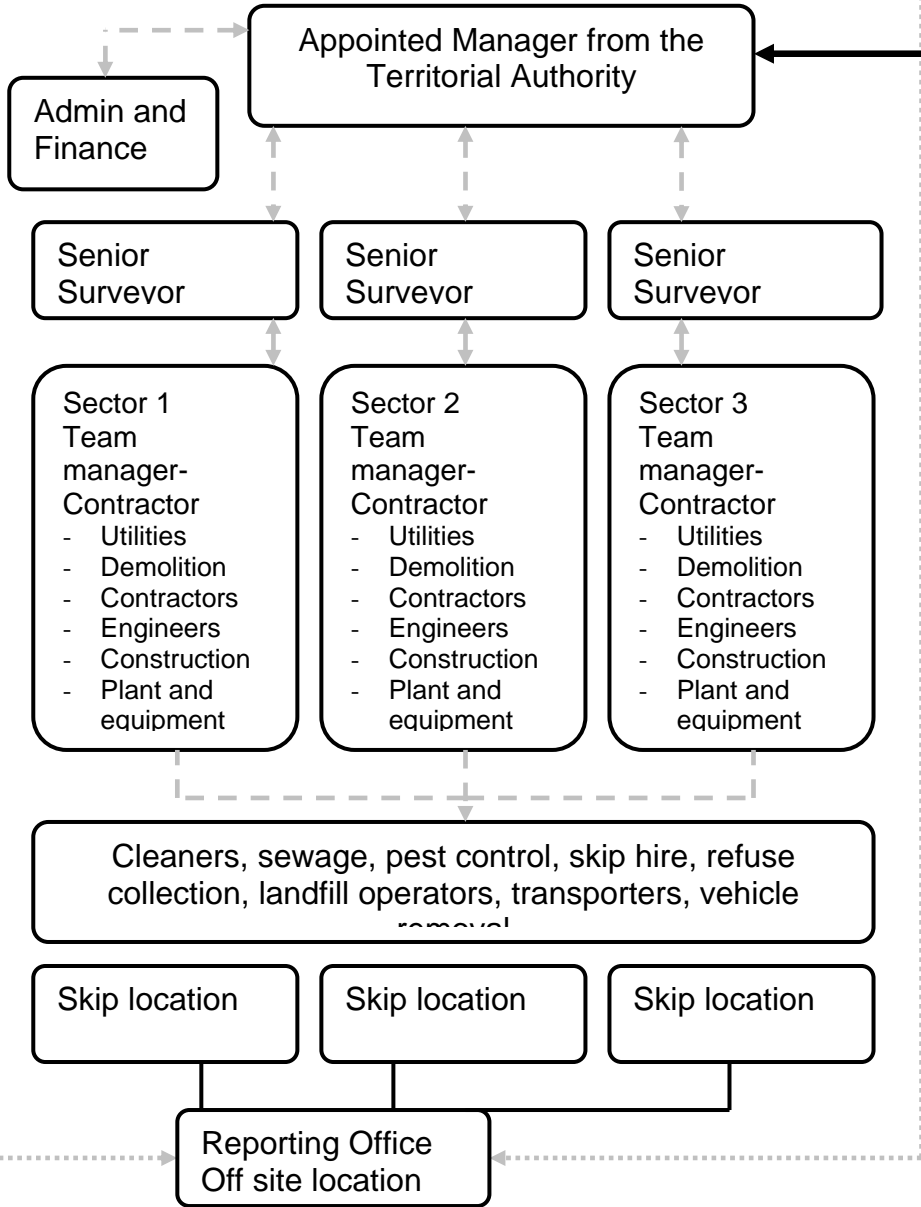 Appointed Manager from the
Territorial Authority
Admin and
Finance
Senior
Surveyor
Senior
Surveyor
Senior
Surveyor
Sector 1
Team
manager-
Contractor
- Utilities
- Demolition
- Contractors
- Engineers
- Construction
- Plant and
equipment
Sector 2
Team
manager-
Contractor
- Utilities
- Demolition
- Contractors
- Engineers
- Construction
- Plant and
equipment
Sector 3
Team
manager-
Contractor
- Utilities
- Demolition
- Contractors
- Engineers
- Construction
- Plant and
equipment
Cleaners, sewage, pest control, skip hire, refuse
collection, landfill operators, transporters, vehicle
removal
Skip location
Skip location
Skip location
Reporting Office
Off site location